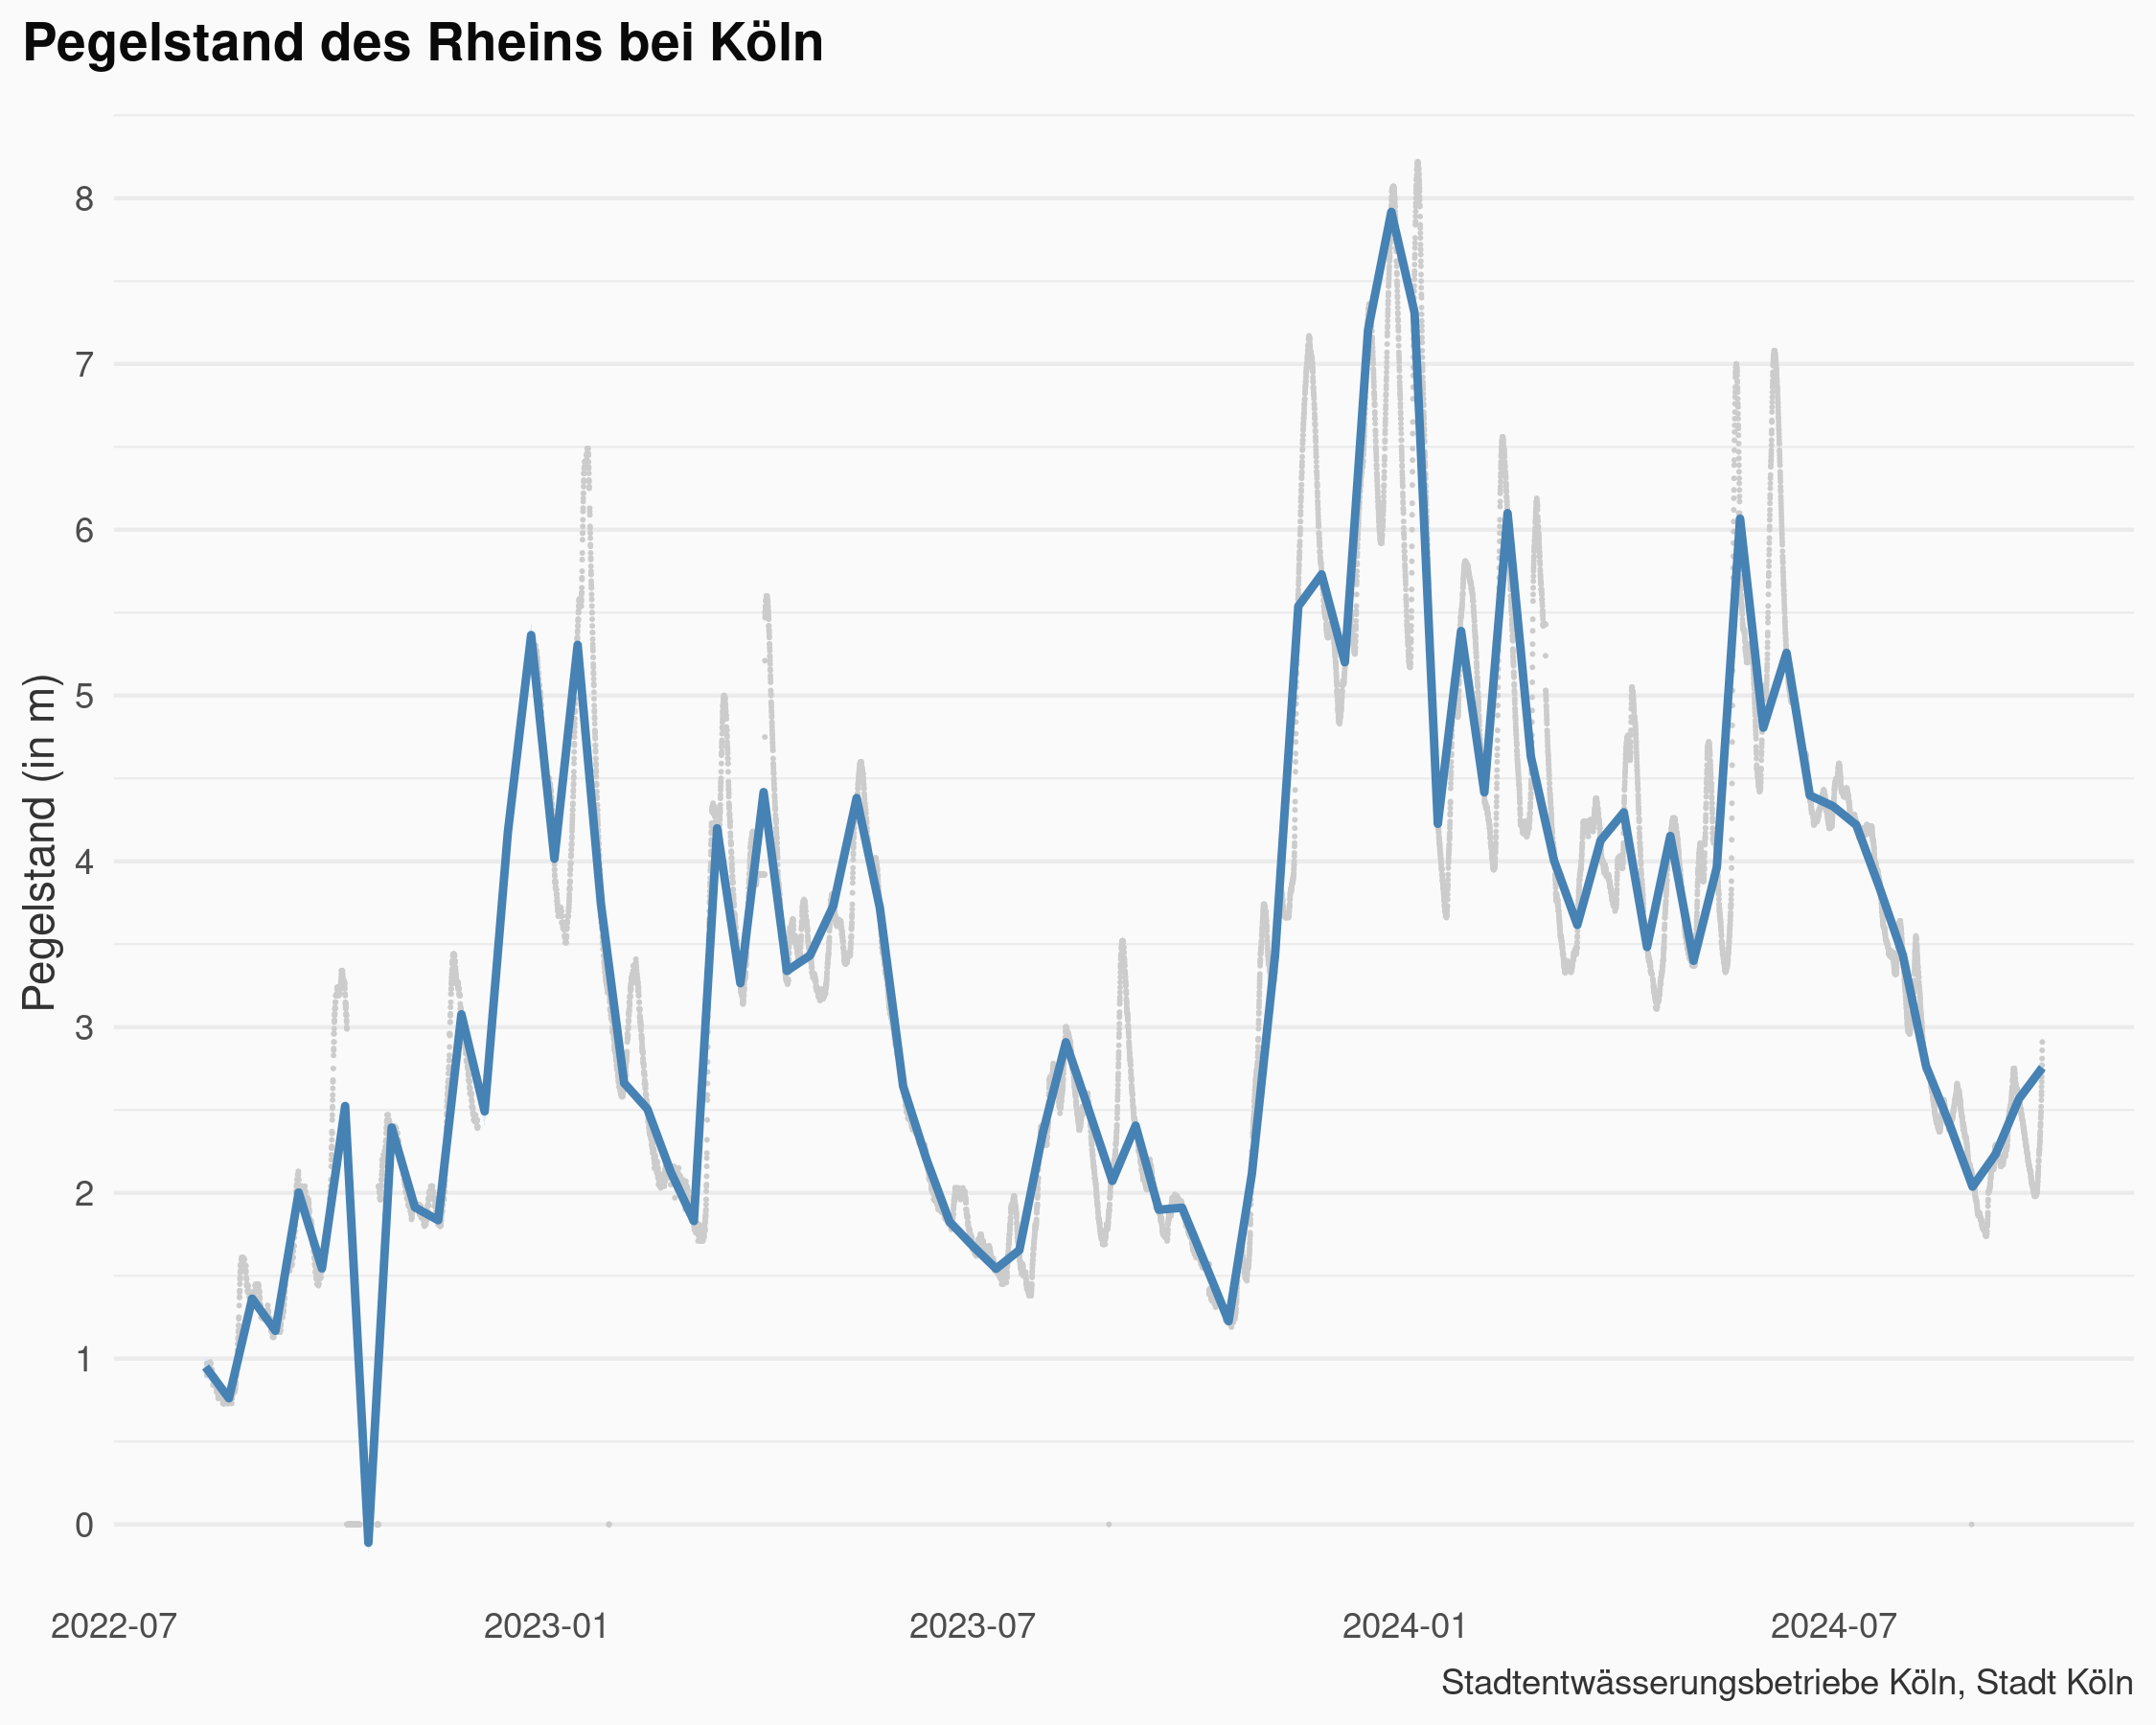 Pegelstand des Rheins bei Köln
Pegelstand (in m)
8
7
6
5
4
3
2
1
0
2022-07 2023-01 2023-07 2024-01 2024-07
Stadtentwässerungsbetriebe Köln, Stadt Köln